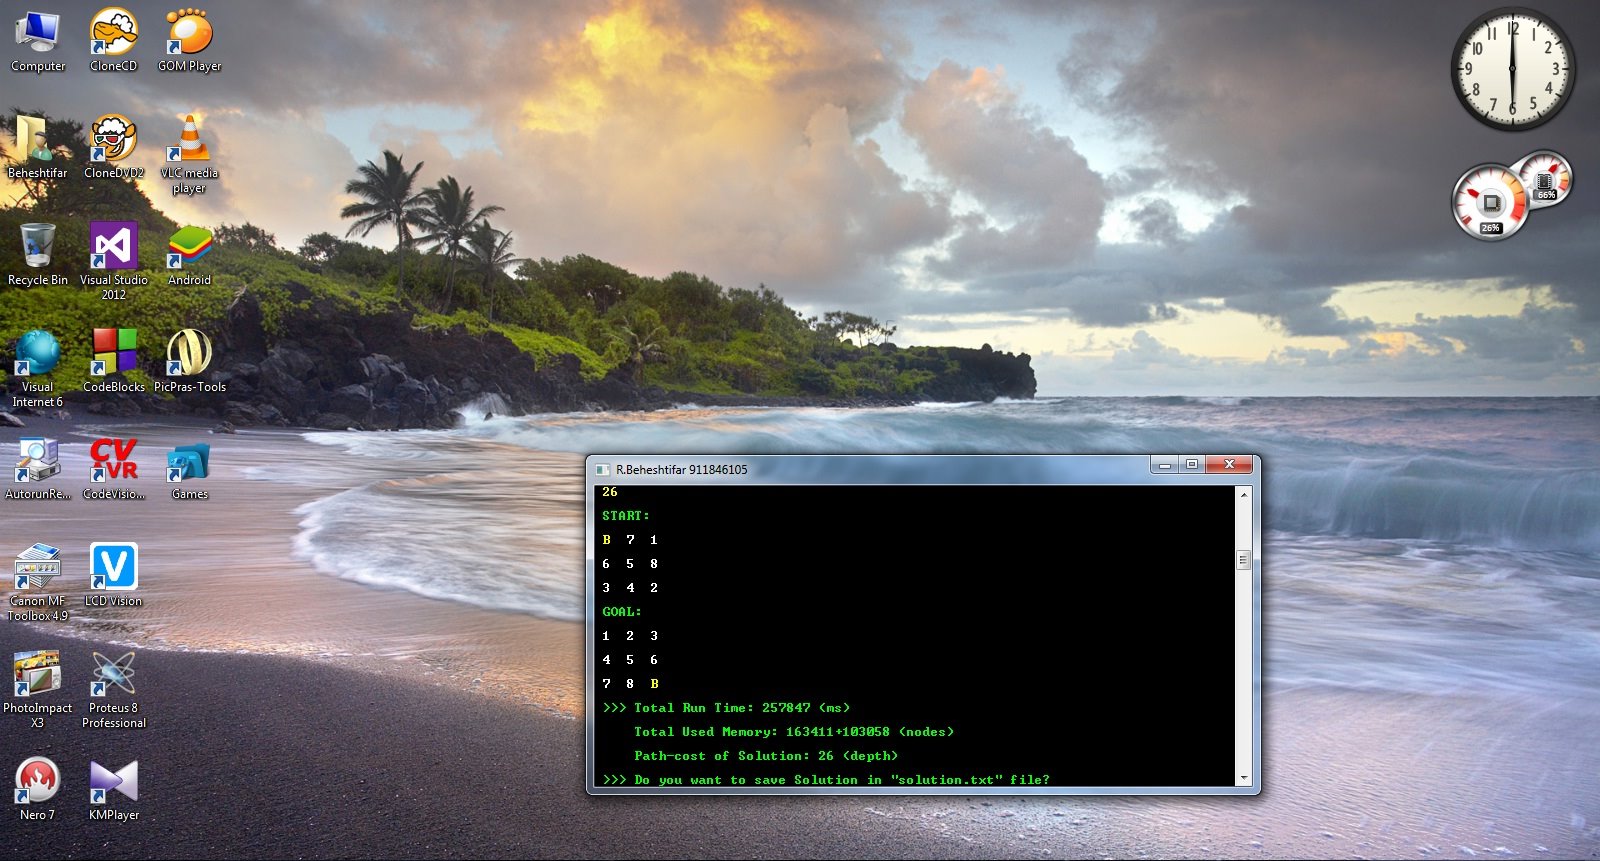 Computer
CloneCD
GOM Player
Beheshtifar
CloneDVD2
VLC media
player
Recycle Bin
Visual Studio
2012
Android
Visual
Internet 6
CodeBlocks
PicPras-Tools
AutorunRe...
CV
AVR
CodeVisio...
Games
Canon MF
Toolbox 4.9
V
LCD Vision
PhotoImpact
X3
Proteus 8
Professional
Nero 7
KMPlayer
12
1
2
3
4
5
6
7
8
9
10
11
66%
26%
R.Beheshtifar 911846105
26
START:
B 7 1
6 5 8
3 4 2
GOAL:
1 2 3
4 5 6
7 8 B
>>> Total Run Time: 257847 (ms)
Total Used Memory: 163411+103058 (nodes)
Path-cost of Solution: 26 (depth)
>>> Do you want to save Solution in "solution.txt" file?